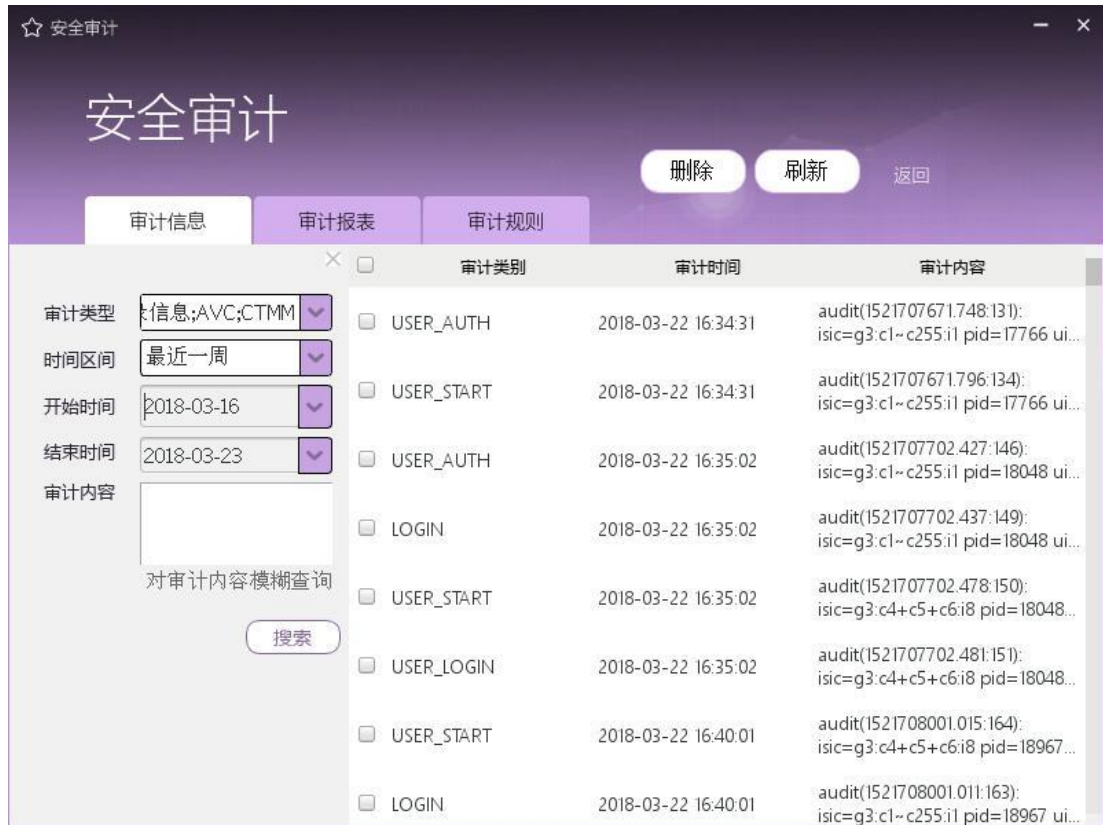 安全审计
安全审计
删除 刷新 返回
审计信息 审计报表 审计规则
审计类别 审计时间 审计内容
审计类型 信息;AVC;CTMM
时间区间 最近一周
开始时间 2018-03-16
结束时间 2018-03-23
审计内容
对审计内容模糊查询
搜索
USER_AUTH 2018-03-22 16:34:31 audit(1521707671.748:131):
isic=g3:c1~c255:i1 pid=17766 ui...
USER_START 2018-03-22 16:34:31 audit(1521707671.796:134):
isic=g3:c1~c255:i1 pid=17766 ui...
USER_AUTH 2018-03-22 16:35:02 audit(1521707702.427:146):
isic=g3:c1~c255:i1 pid=18048 ui...
LOGIN 2018-03-22 16:35:02 audit(1521707702.437:149):
isic=g3:c1~c255:i1 pid=18048 ui...
USER_START 2018-03-22 16:35:02 audit(1521707702.478:150):
isic=g3:c4+c5+c6:i8 pid=18048...
USER_LOGIN 2018-03-22 16:35:02 audit(1521707702.481:151):
isic=g3:c4+c5+c6:i8 pid=18048...
USER_START 2018-03-22 16:40:01 audit(1521708001.015:164):
isic=g3:c4+c5+c6:i8 pid=18967...
LOGIN 2018-03-22 16:40:01 audit(1521708001.011:163):
isic=g3:c1~c255:i1 pid=18967 ui...